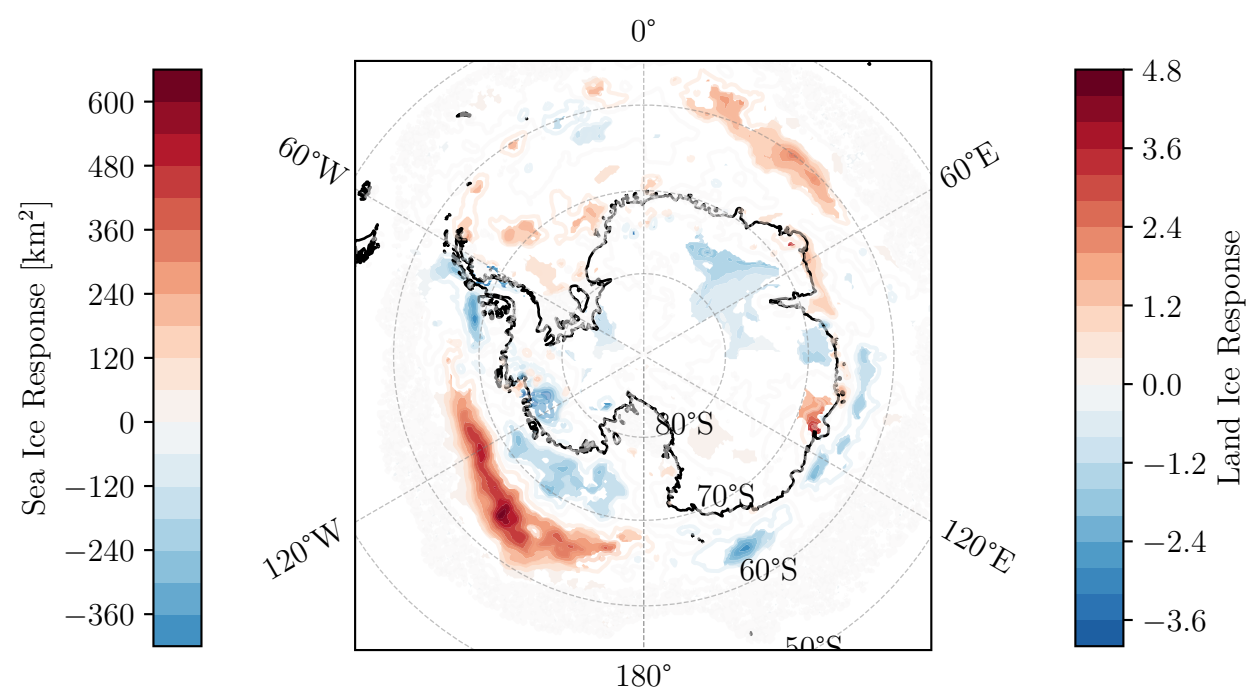 0°
60°W
60°E
120°W
120°E
180°
80°S
70°S
60°S
50°S
Sea Ice Response [km²]
600
480
360
240
120
0
−120
−240
−360
Land Ice Response
4.8
3.6
2.4
1.2
0.0
−1.2
−2.4
−3.6